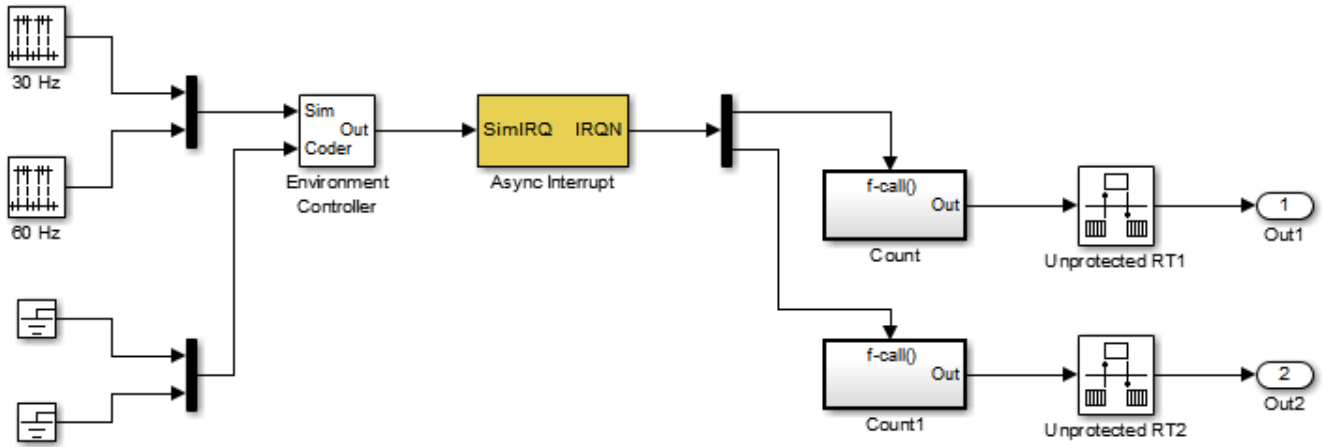 30 Hz
60 Hz
Sim
Out
Coder
Environment
Controller
SimIRQ IRQN
Async Interrupt
f-call()
Out
Count
Unprotected RT1
1
Out1
f-call()
Out
Count1
Unprotected RT2
2
Out2